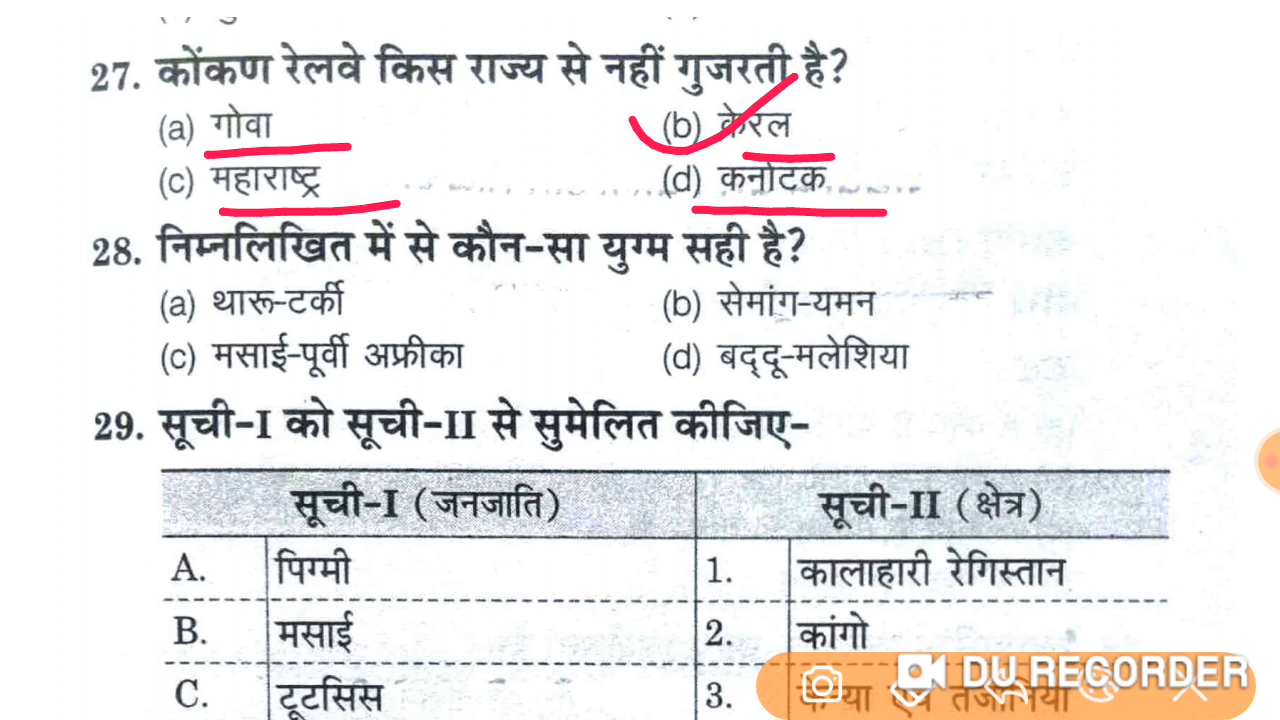 27. कोंकण रेलवे किस राज्य से नहीं गुजरती है?
(a) गोवा (b) केरल
(c) महाराष्ट्र (d) कर्नाटक
28. निम्नलिखित में से कौन-सा युग्म सही है?
(a) थारू-टर्की (b) सेमांग-यमन
(c) मसाई-पूर्वी अफ्रीका (d) बद्दू-मलेशिया
29. सूची-I को सूची-II से सुमेलित कीजिए-
सूची-I (जनजाति) सूची-II (क्षेत्र)
A. पिग्मी 1. कालाहारी रेगिस्तान
B. मसाई 2. कांगो
C. टूटसिस 3.
DU RECORDER